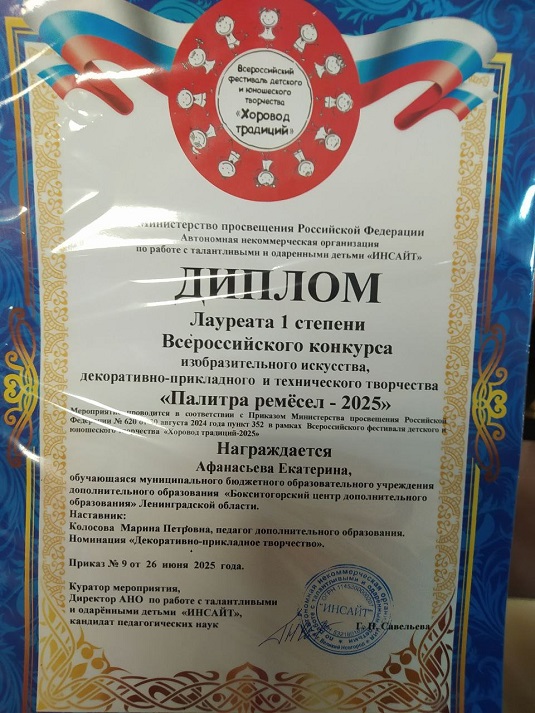 Всероссийский
фестиваль детского
и юношеского
творчества
«Хоровод
традиций»
Министерство просвещения Российской Федерации
Автономная некоммерческая организация
по работе с талантливыми и одаренными детьми «ИНСАЙТ»
ДИПЛОМ
Лауреата 1 степени
Всероссийского конкурса
изобразительного искусства,
декоративно-прикладного и технического творчества
«Палитра ремёсел - 2025»
Мероприятие проводится в соответствии с Приказом Министерства просвещения Российской
Федерации № 620 от 30 августа 2024 года пункт 352 в рамках Всероссийского фестиваля детского и
юношеского творчества «Хоровод традиций-2025»
Награждается
Афанасьева Екатерина,
обучающаяся муниципального бюджетного образовательного учреждения
дополнительного образования «Бокситогорский центр дополнительного
образования» Ленинградской области.
Наставник:
Колосова Марина Петровна, педагог дополнительного образования.
Номинация «Декоративно-прикладное творчество».
Приказ № 9 от 26 июня 2025 года.
Куратор мероприятия,
Директор АНО по работе с талантливыми
и одарёнными детьми «ИНСАЙТ»,
кандидат педагогических наук
"ИНСАЙТ"
Г. Н. Савельева